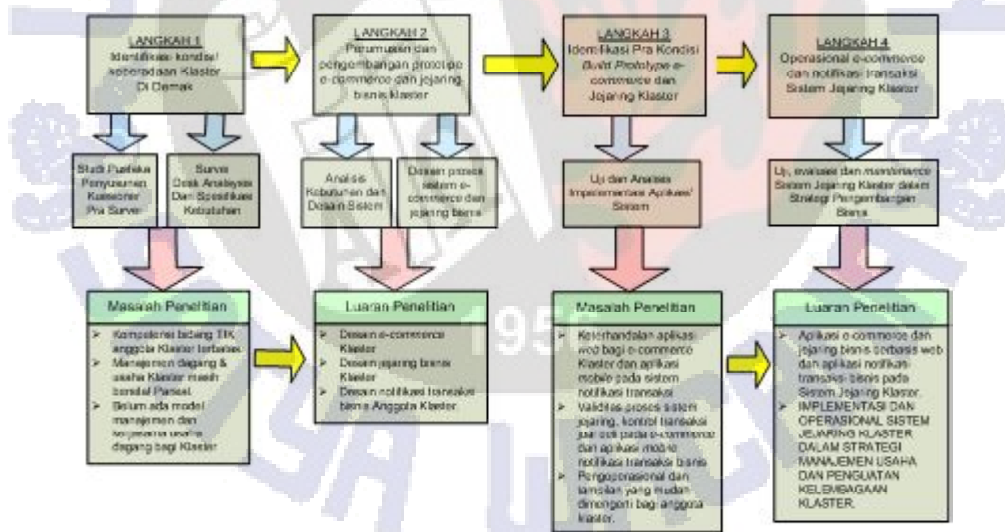 LANGKAH 1
Identifikasi kondisi
keberadaan Klaster
Di Demak
LANGKAH 2
Perumusan dan
pengembangan prototipe
e-commerce dan jejaring
bisnis klaster
LANGKAH 3
Identifikasi Pra Kondisi
Build Prototype e-
commerce dan
Jejaring Klaster
LANGKAH 4
Operasional e-commerce
dan notifikasi transaksi
Sistem Jejaring Klaster
Studi Pustaka
Penyusunan
Kuesioner
Pra Survei
Survei
Desk Analysis
Dan Spesifikasi
Kebutuhan
Analisis
Kebutuhan dan
Desain Sistem
Desain proses
sistem e-
commerce dan
jejaring bisnis
Uji dan Analisis
Implementasi Aplikasi/
Sistem
Uji, evaluasi dan maintenance
Sistem Jejaring Klaster dalam
Strategi Pengembangan
Bisnis
Masalah Penelitian
➢ Kompetensi bidang TIK
anggota Klaster terbatas
➢ Manajemen dagang &
usaha Klaster masih
bersifat Parsial.
➢ Belum ada model
manajemen dan
kerjasama usaha
dagang bagi Klaster
Luaran Penelitian
➢ Desain e-commerce
Klaster
➢ Desain jejaring bisnis
Klaster
➢ Desain notifikasi transaksi
bisnis Anggota Klaster.
Masalah Penelitian
➢ Keterhandalan aplikasi
web bagi e-commerce
Klaster dan aplikasi
mobile pada sistem
notifikasi transaksi
➢ Validitas proses sistem
jejaring, kontrol transaksi
jual beli pada e-commerce
dan aplikasi mobile
notifikasi transaksi bisnis
➢ Pengoperasional dan
tampilan yang mudah
dimengerti bagi anggota
klaster.
Luaran Penelitian
➢ Aplikasi e-commerce dan
jejaring bisnis berbasis web
dan aplikasi notifikasi
transaksi bisnis pada
Sistem Jejaring Klaster.
➢ IMPLEMENTASI DAN
OPERASIONAL SISTEM
JEJARING KLASTER
DALAM STRATEGI
MANAJEMEN USAHA
DAN PENGUATAN
KELEMBAGAAN
KLASTER.